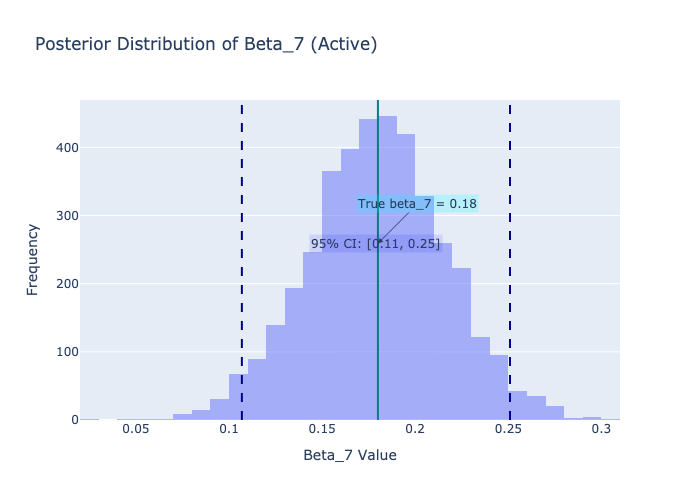 Posterior Distribution of Beta_7 (Active)
400
300
200
100
0
Frequency
True beta_7 = 0.18
95% CI: [0.11, 0.25]
0.05
0.1
0.15
0.2
0.25
0.3
Beta_7 Value